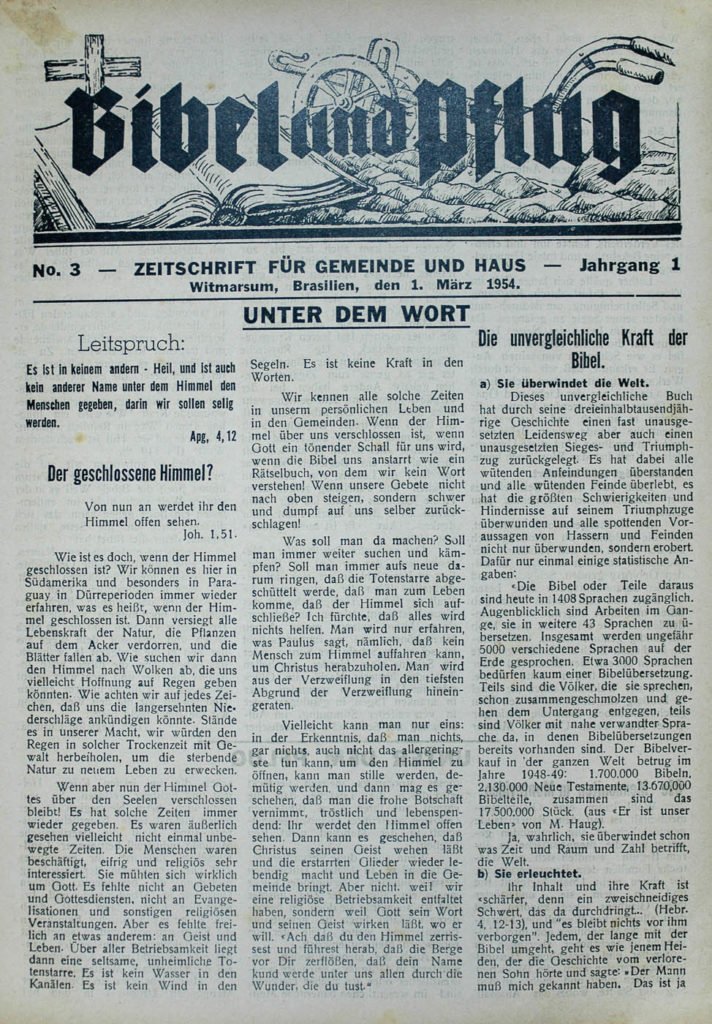 Bibel und Pflug
No. 3 — ZEITSCHRIFT FÜR GEMEINDE UND HAUS — Jahrgang 1
Witmarsum, Brasilien, den 1. März 1954.
UNTER DEM WORT
Leitspruch:
Es ist in keinem andern - Heil, und ist auch
kein anderer Name unter dem Himmel den
Menschen gegeben, darin wir sollen selig
werden.
Apg, 4,12
Der geschlossene Himmel?
Von nun an werdet ihr den
Himmel offen sehen.
Joh. 1.51.
Wie ist es doch, wenn der Himmel
geschlossen ist? Wir können es hier in
Südamerika und besonders in Para-
guay in Dürreperioden immer wieder
erfahren, was es heißt, wenn der Him-
mel geschlossen ist. Dann versiegt alle
Lebenskraft der Natur, die Pflanzen
auf dem Acker verdorren, und die
Blätter fallen ab. Wie suchen wir dann
den Himmel nach Wolken ab, die uns
vielleich Hoffnung auf Regen geben
könnten. Wie achten wir auf jedes Zei-
chen, daß uns die langersehnten Nie-
derschläge ankündigen könnte. Stände
es in unserer Macht, wir würden den
Regen in solcher Trockenzeit mit Ge-
walt herbeiholen, um die sterbende
Natur zu neuem Leben zu erwecken.
Wenn aber nun der Himmel Got-
tes über den Seelen verschlossen
bleibt! Es hat solche Zeiten immer
wieder gegeben. Es waren äußerlich
gesehen vielleicht nicht einmal unbe-
wegte Zeiten. Die Menschen waren
beschäftigt, eifrig und religiös sehr
interessiert. Sie mühten sich wirklich
um Gott. Es fehlte nicht an Gebeten
und Gottesdiensten, nicht an Evange-
lisationen und sonstigen religiösen
Veranstaltungen. Aber es fehlte frei-
lich an etwas anderem: an Geist und
Leben. Über aller Betriebsamkeit liegt
dann eine seltsame, unheimliche To-
tenstarre. Es ist kein Wasser in den
Kanälen. Es ist kein Wind in den
Segeln. Es ist keine Kraft in den
Worten.
Wir kennen alle solche Zeiten
in unserm persönlichen Leben und
in den Gemeinden. Wenn der Him-
mel über uns verschlossen ist, wenn
Gott ein tönender Schall für uns wird,
wenn die Bibel uns anstarrt wie ein
Rätselbuch, von dem wir kein Wort
verstehen! Wenn unsere Gebete nicht
nach oben steigen, sondern schwer
und dumpf auf uns selber zurück-
schlagen!
Was soll man da machen? Soll
man immer weiter suchen und käm-
pfen? Soll man immer aufs neue da-
rum ringen, daß die Totenstarre abge-
schüttelt werde, daß man zum Leben
komme, daß der Himmel sich auf-
schließe? Ich fürchte, daß alles wird
nichts helfen. Man wird nur erfahren,
was Paulus sagt, nämlich, daß kein
Mensch zum Himmel auffahren kann,
um Christus herabzuholen. Man wird
aus der Verzweiflung in den tiefsten
Abgrund der Verzweiflung hinein-
geraten.
Vielleicht kann man nur eins:
in der Erkenntnis, daß man nichts,
gar nichts, auch nicht das allergering-
ste tun kann, um den Himmel zu
öffnen, kann man stille werden, de-
mütig werden, und dann mag es ge-
schehen, daß man die frohe Botschaft
vernimmt, tröstlich und lebenspen-
dend: Ihr werdet den Himmel offen
sehen. Dann kann es geschehen, daß
Christus seinen Geist wehen läßt
und die erstarrten Glieder wieder le-
bendig macht und Leben in die Ge-
meinde bringt. Aber nicht, weil wir
eine religiöse Betriebsamkeit entfaltet
haben, sondern weil Gott sein Wort
und seinen Geist wirken läßt, wo er
will. «Ach daß du den Himmel zerris-
sest und führest herab, daß die Berge
vor Dir zerflößen, daß dein Name
kund werde unter uns allen durch die
Wunder, die du tust."
Die unvergleichliche Kraft der
Bibel.
a) Sie überwindet die Welt.
Dieses unvergleichliche Buch
hat durch seine dreieinhalbtausendjäh-
rige Geschichte einen fast unausge-
setzten Leidensweg aber auch einen
unausgesetzten Sieges- und Triumph-
zug zurückgelegt. Es hat dabei alle
wütenden Anfeindungen überstanden
und alle wütenden Feinde überlebt, es
hat die größten Schwierigkeiten und
Hindernisse auf seinem Triumphzuge
überwunden und alle spottenden Vor-
aussagen von Hassern und Feinden
nicht nur überwunden, sondern erobert.
Dafür nur einmal einige statistische An-
gaben:
«Die Bibel oder Teile daraus
sind heute in 1408 Sprachen zugänglich.
Augenblicklich sind Arbeiten im Gan-
ge, sie in weitere 43 Sprachen zu ü-
bersetzen. Insgesamt werden ungefähr
5000 verschiedene Sprachen auf der
Erde gesprochen. Etwa 3000 Sprachen
bedürfen kaum einer Bibelübersetzung.
Teils sind die Völker, die sie sprechen,
schon zusammengeschmolzen und ge-
hen dem Untergang entgegen, teils
sind Völker mit nahe verwandter Spra-
che da, in denen Bibelübersetzungen
bereits vorhanden sind. Der Bibelver-
kauf in der ganzen Welt betrug im
Jahre 1948-49: 1.700.000 Bibeln,
2.130.000 Neue Testamente, 13.670,000
Bibelteile, zusammen sind das
17.500.000 Stück. (aus «Er ist unser
Leben» von M. Haug).
Ja, wahrlich, sie überwindet schon
was Zeit und Raum und Zahl betrifft,
die Welt.
b) Sie erleuchtet.
Ihr Inhalt und ihre Kraft ist
«schärfer, denn ein zweischneidiges
Schwert, das da durchdringt... (Hebr.
4, 12-13), und "es bleibt nichts vor ihm
verborgen". Jedem, der lange mit der
Bibel umgeht, geht es wie jenem Hei-
den, der die Geschichte vom verlore-
nen Sohn hörte und sagte: »Der Mann
muß mich gekannt haben. Das ist ja